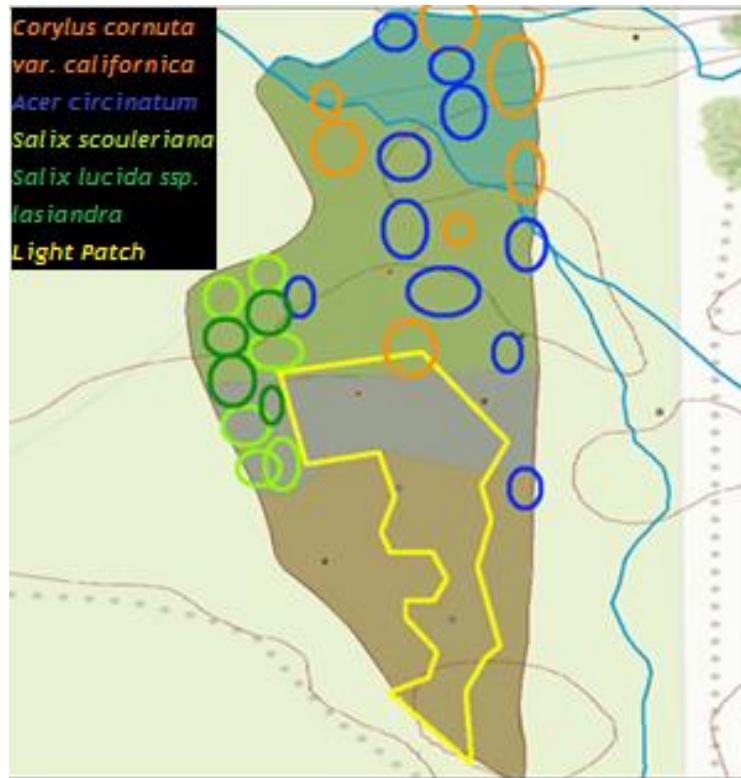 Corylus cornuta
var. californica
Acer circinatum
Salix scouleriana
Salix lucida ssp.
lasiandra
Light Patch